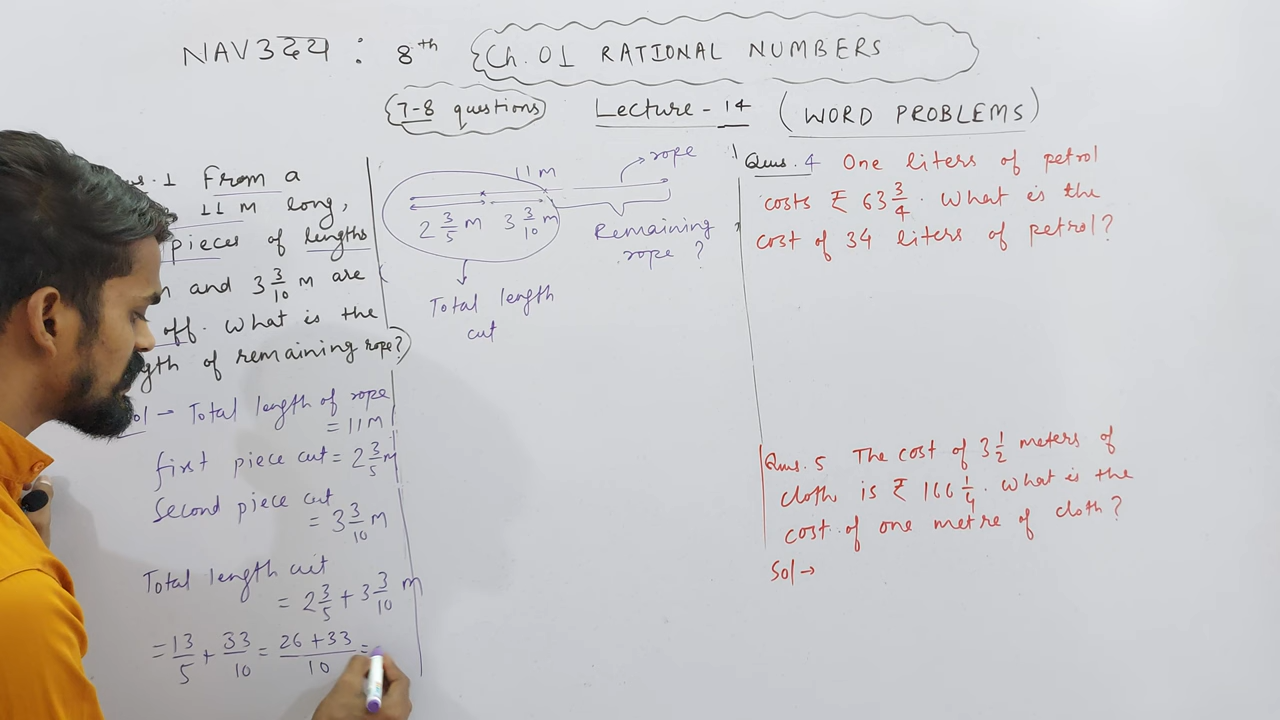 NAV3221 : 8th Ch. 01 RATIONAL NUMBERS
7-8 questions Lecture - 14 (WORD PROBLEMS)
1 From a
11 M long,
pieces of lengths
and 3 3/10 M are
off. What is the
of remaining rope?
Sol → Total length of rope
= 11 M
first piece cut = 2 3/5 M
Second piece cut
= 3 3/10 M
Total length cut
= 2 3/5 + 3 3/10 M
= 13/5 + 33/10 = 26 + 33/10 =
11 M
rope
2 3/5 M 3 3/10 M
Remaining
rope ?
Total length
cut
Qus. 4 One liters of petrol
costs ₹ 63 3/4. What is the
cost of 34 liters of petrol?
Qus. 5 The cost of 3 1/2 meters of
cloth is ₹ 166 1/4. What is the
cost of one metre of cloth?
Sol →